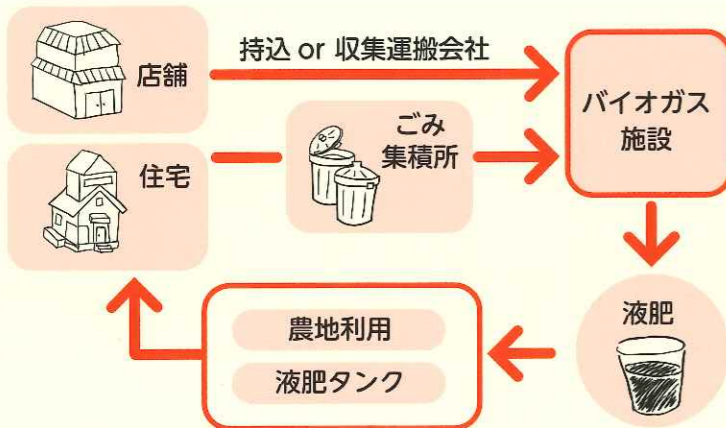 店舗
持込 or 収集運搬会社
バイオガス
施設
住宅
ごみ
集積所
液肥
農地利用
液肥タンク